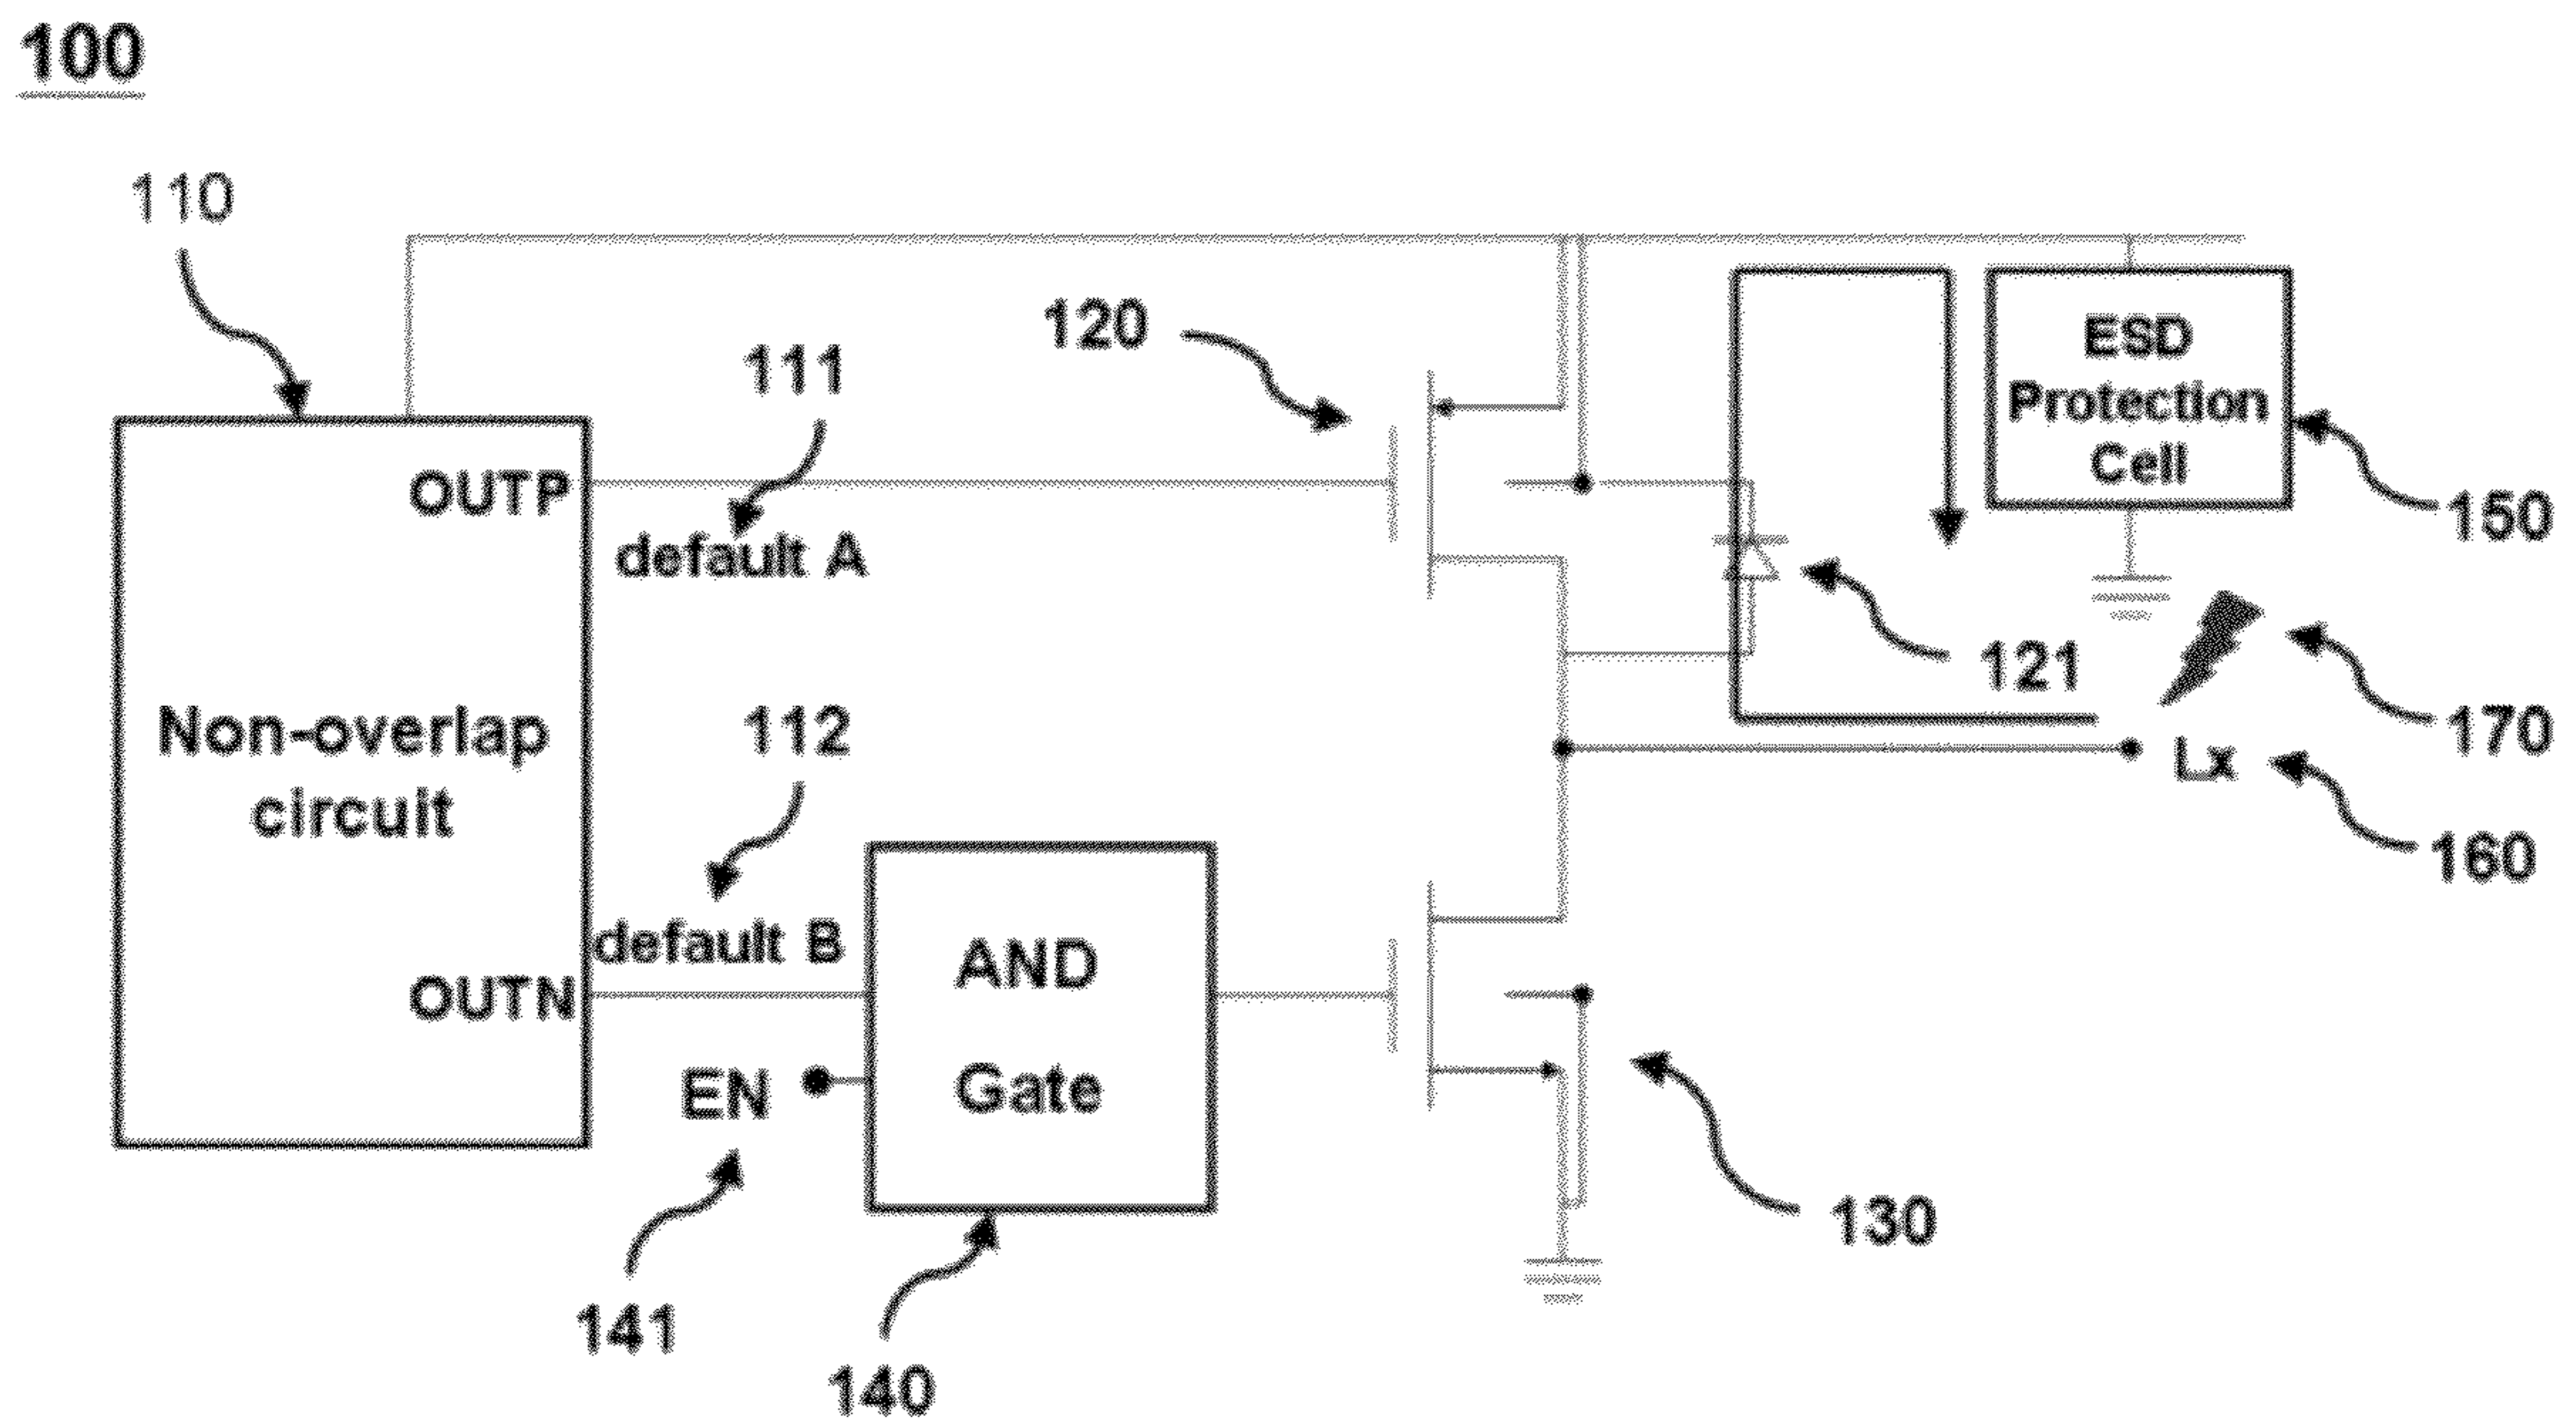 100
110
111
120
ESD
Protection
Cell
150
OUTP
default A
121
170
Non-overlap
circuit
112
Lx
160
default B
AND
Gate
OUTN
EN
130
141
140